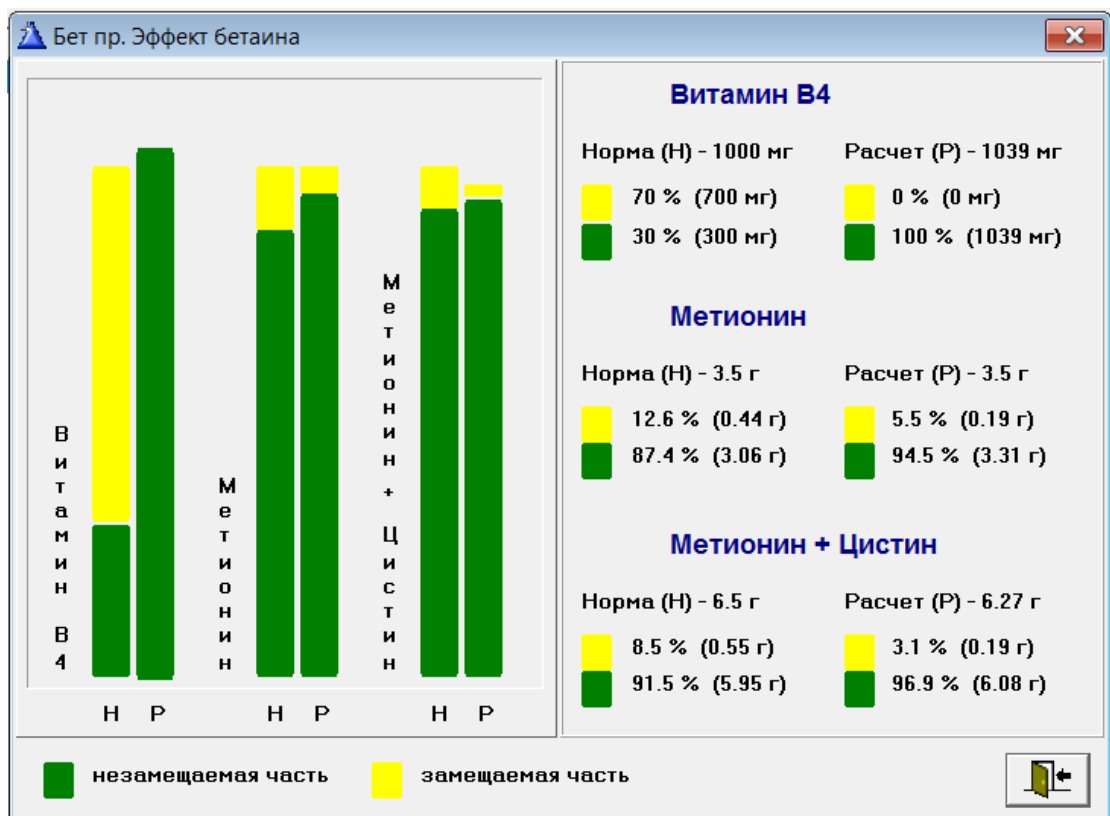 Бет пр. Эффект бетаина
Витамин В4
Н Р
Метионин
Н Р
Метионин + Цистин
Н Р
незамещаемая часть
замещаемая часть
Витамин В4
Норма (Н) - 1000 мг
Расчет (Р) - 1039 мг
70 % (700 мг)
0 % (0 мг)
30 % (300 мг)
100 % (1039 мг)
Метионин
Норма (Н) - 3.5 г
Расчет (Р) - 3.5 г
12.6 % (0.44 г)
5.5 % (0.19 г)
87.4 % (3.06 г)
94.5 % (3.31 г)
Метионин + Цистин
Норма (Н) - 6.5 г
Расчет (Р) - 6.27 г
8.5 % (0.55 г)
3.1 % (0.19 г)
91.5 % (5.95 г)
96.9 % (6.08 г)